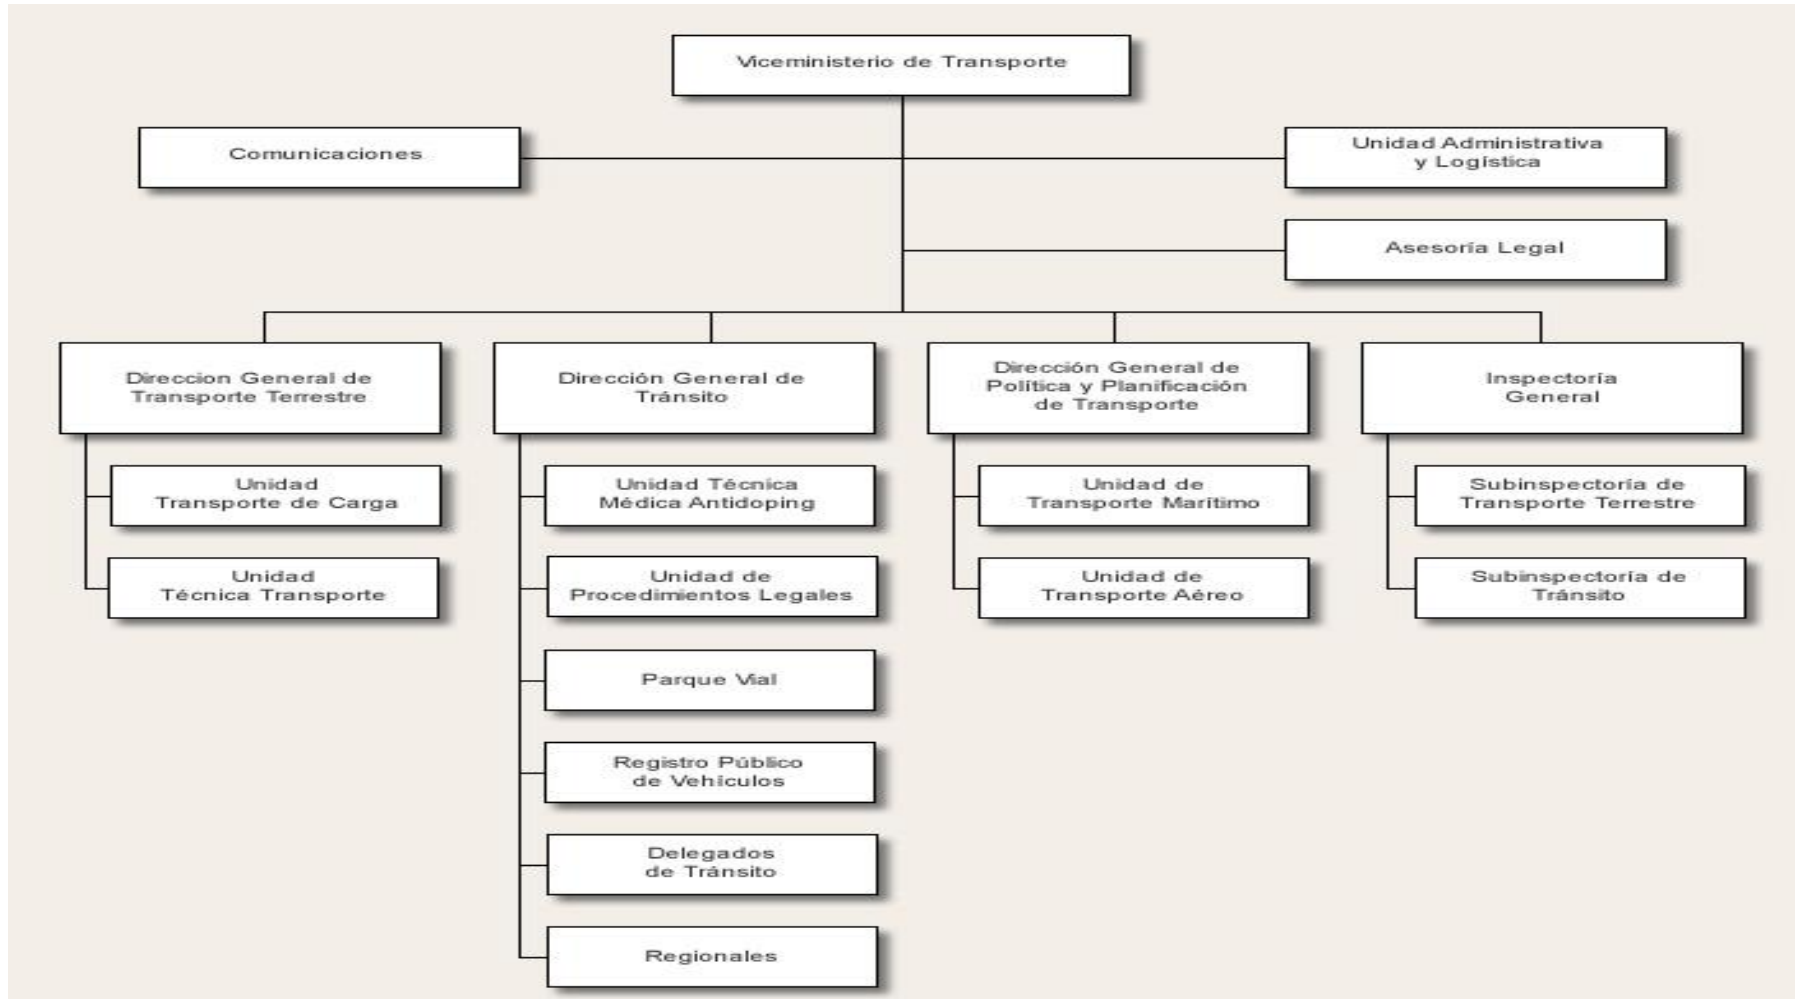 Viceministerio de Transporte
Comunicaciones
Unidad Administrativa
y Logística
Asesoría Legal
Direccion General de
Transporte Terrestre
Dirección General de
Tránsito
Dirección General de
Política y Planificación
de Transporte
Inspectoría
General
Unidad
Transporte de Carga
Unidad Técnica
Médica Antidoping
Unidad de
Transporte Marítimo
Subinspectoría de
Transporte Terrestre
Unidad
Técnica Transporte
Unidad de
Procedimientos Legales
Unidad de
Transporte Aéreo
Subinspectoría de
Tránsito
Parque Vial
Registro Público
de Vehículos
Delegados
de Tránsito
Regionales